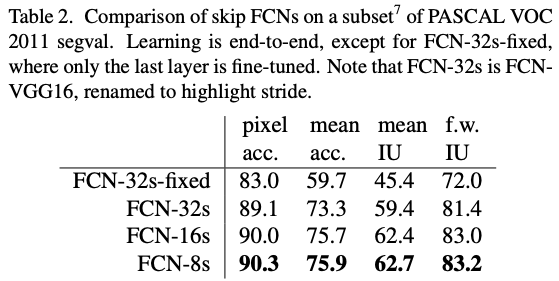 Table 2. Comparison of skip FCNs on a subset7 of PASCAL VOC
2011 segval. Learning is end-to-end, except for FCN-32s-fixed,
where only the last layer is fine-tuned. Note that FCN-32s is FCN-
VGG16, renamed to highlight stride.
pixel mean mean f.w.
acc. acc. IU IU
FCN-32s-fixed 83.0 59.7 45.4 72.0
FCN-32s 89.1 73.3 59.4 81.4
FCN-16s 90.0 75.7 62.4 83.0
FCN-8s 90.3 75.9 62.7 83.2